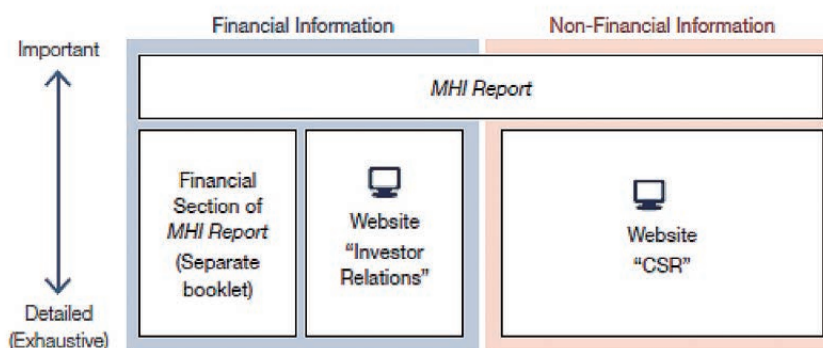 Financial Information
Non-Financial Information
Important
MHI Report
Financial
Section of
MHI Report
(Separate
booklet)
Website
“Investor
Relations”
Website
“CSR”
Detailed
(Exhaustive)